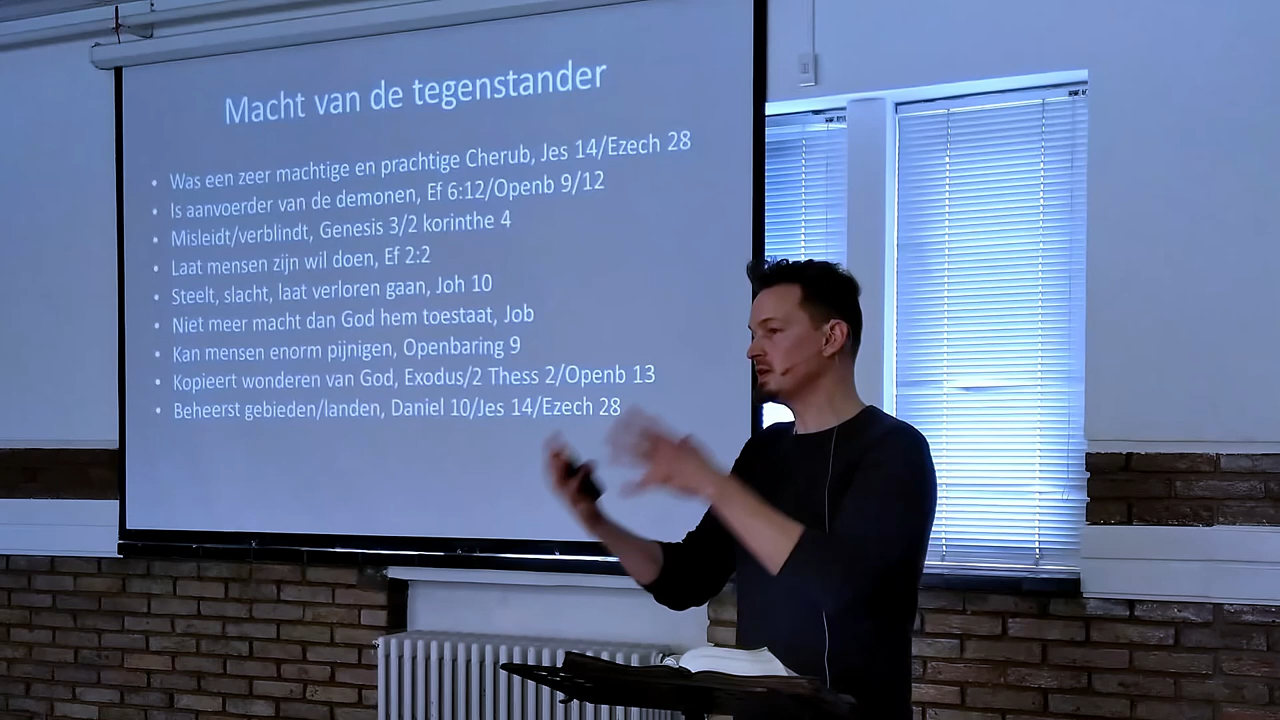 Macht van de tegenstander
• Was een zeer machtige en prachtige Cherub, Jes 14/Ezech 28
• Is aanvoerder van de demonen, Ef 6:12/Openb 9/12
• Misleidt/verblindt, Genesis 3/2 korinthe 4
• Laat mensen zijn wil doen, Ef 2:2
• Steelt, slacht, laat verloren gaan, Joh 10
• Niet meer macht dan God hem toestaat, Job
• Kan mensen enorm pijnigen, Openbaring 9
• Kopieert wonderen van God, Exodus/2 Thess 2/Openb 13
• Beheerst gebieden/landen, Daniel 10/Jes 14/Ezech 28